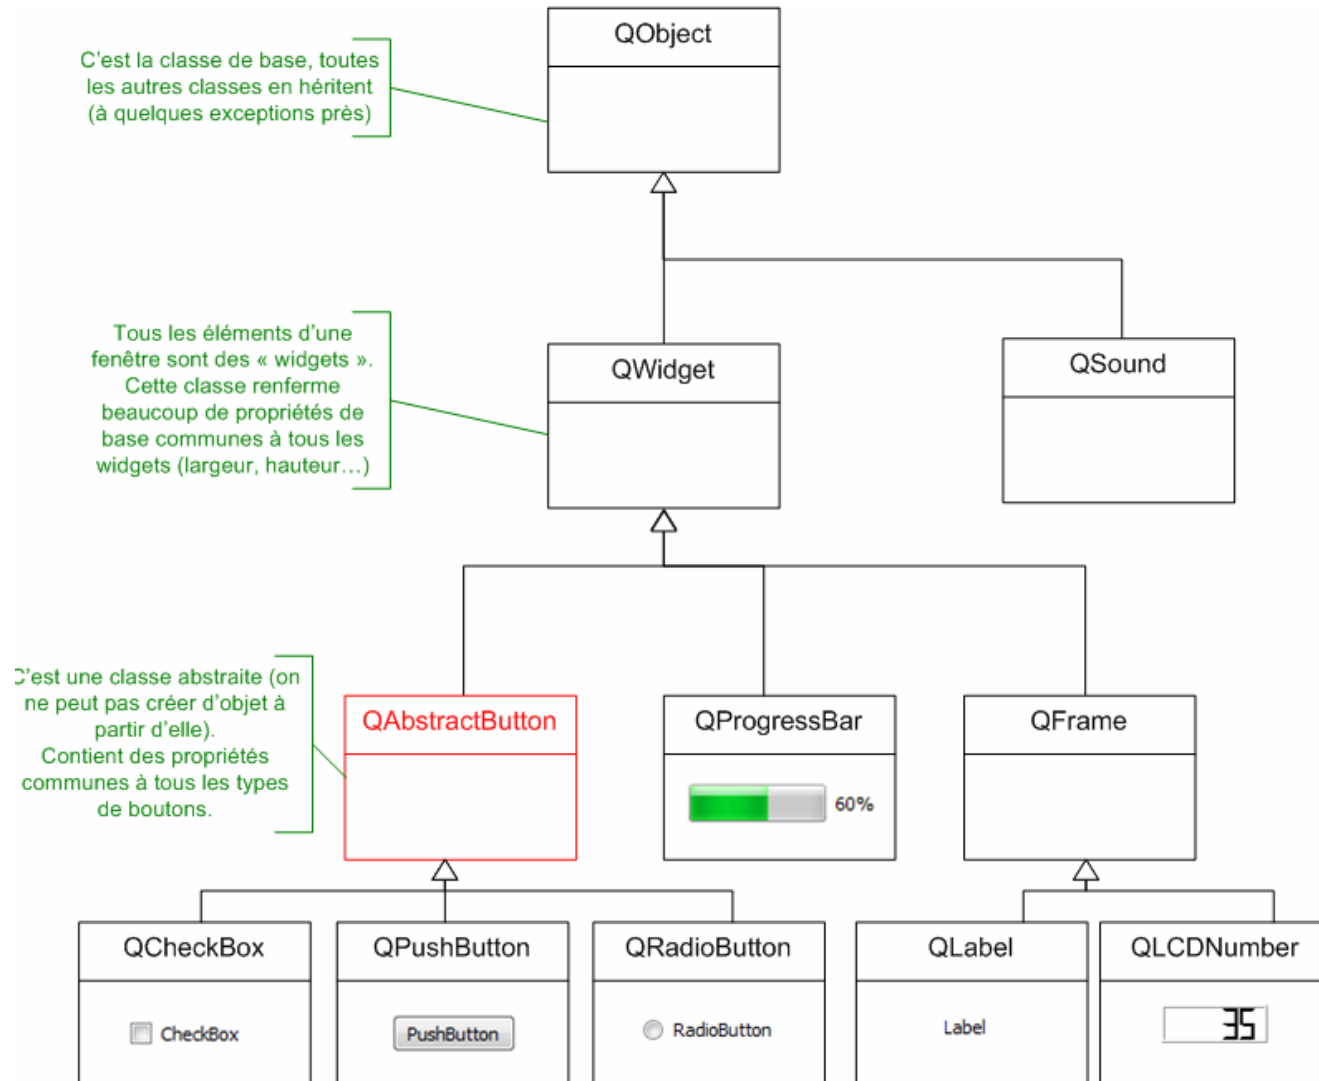 QObject
C'est la classe de base, toutes
les autres classes en héritent
(à quelques exceptions près)
Tous les éléments d'une
fenêtre sont des « widgets ».
Cette classe renferme
beaucoup de propriétés de
base communes à tous les
widgets (largeur, hauteur…)
QWidget
QSound
C'est une classe abstraite (on
ne peut pas créer d'objet à
partir d'elle).
Contient des propriétés
communes à tous les types
de boutons.
QAbstractButton
QProgressBar
60%
QFrame
QCheckBox
CheckBox
QPushButton
PushButton
QRadioButton
RadioButton
QLabel
Label
QLCDNumber
35